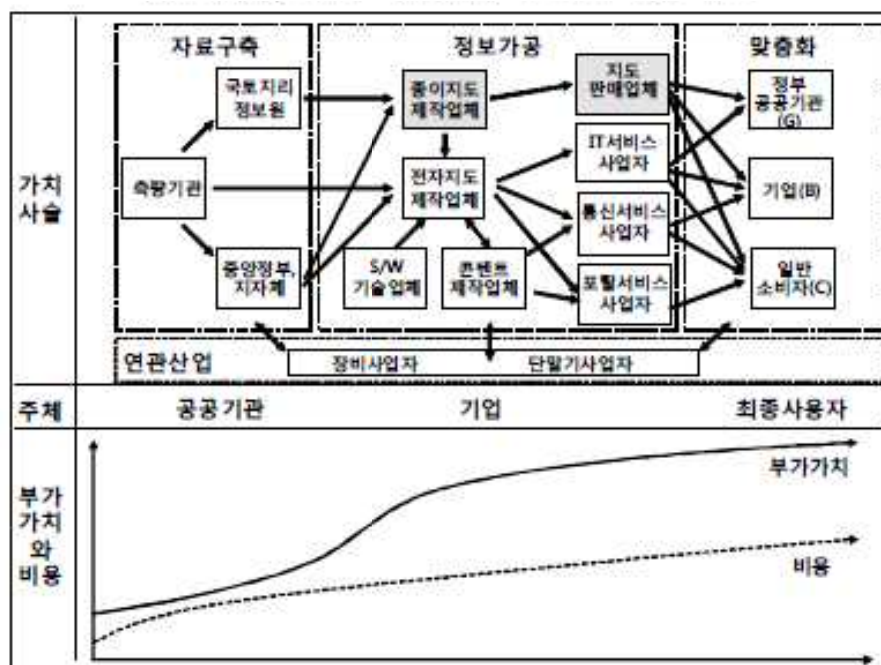 자료구축
정보가공
맞춤화
가치
사슬
국토지리
정보원
측량기관
중앙정부,
지자체
종이지도
제작업체
전자지도
제작업체
S/W
기술업체
콘텐트
제작업체
지도
판매업체
IT서비스
사업자
통신서비스
사업자
포탈서비스
사업자
정부
공공기관
(G)
기업(B)
일반
소비자(C)
연관산업
장비사업자
단말기사업자
주체
공공기관
기업
최종사용자
부가
가치
와
비용
부가가치
비용